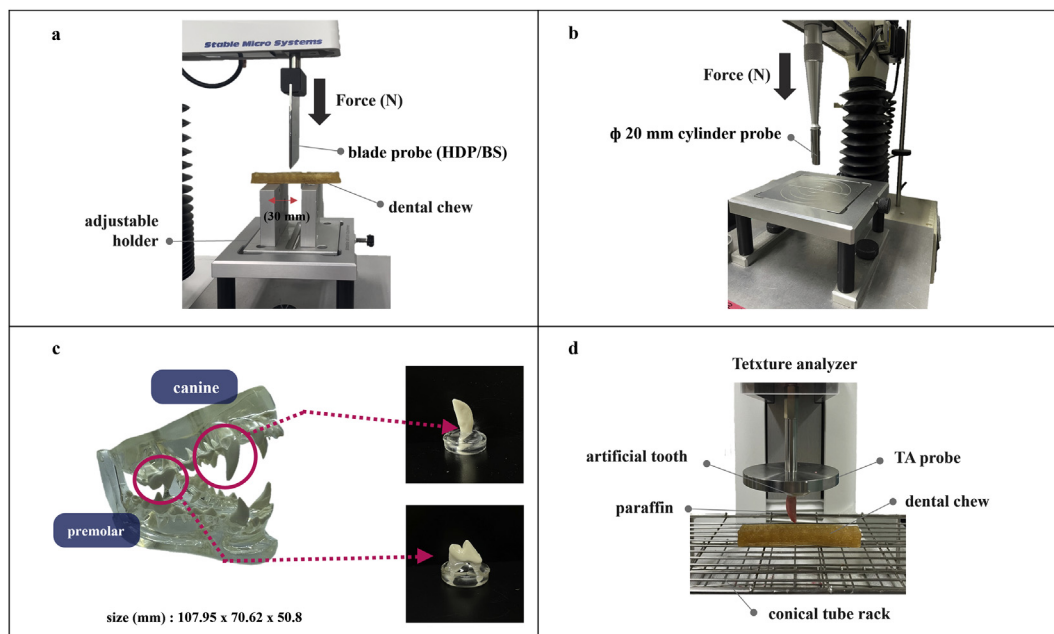 a
Stable Micro Systems
Force (N)
blade probe (HDP/BS)
dental chew
(30 mm)
adjustable
holder
b
Force (N)
ϕ 20 mm cylinder probe
c
canine
premolar
size (mm) : 107.95 x 70.62 x 50.8
d
Tetxture analyzer
artificial tooth
TA probe
paraffin
dental chew
conical tube rack